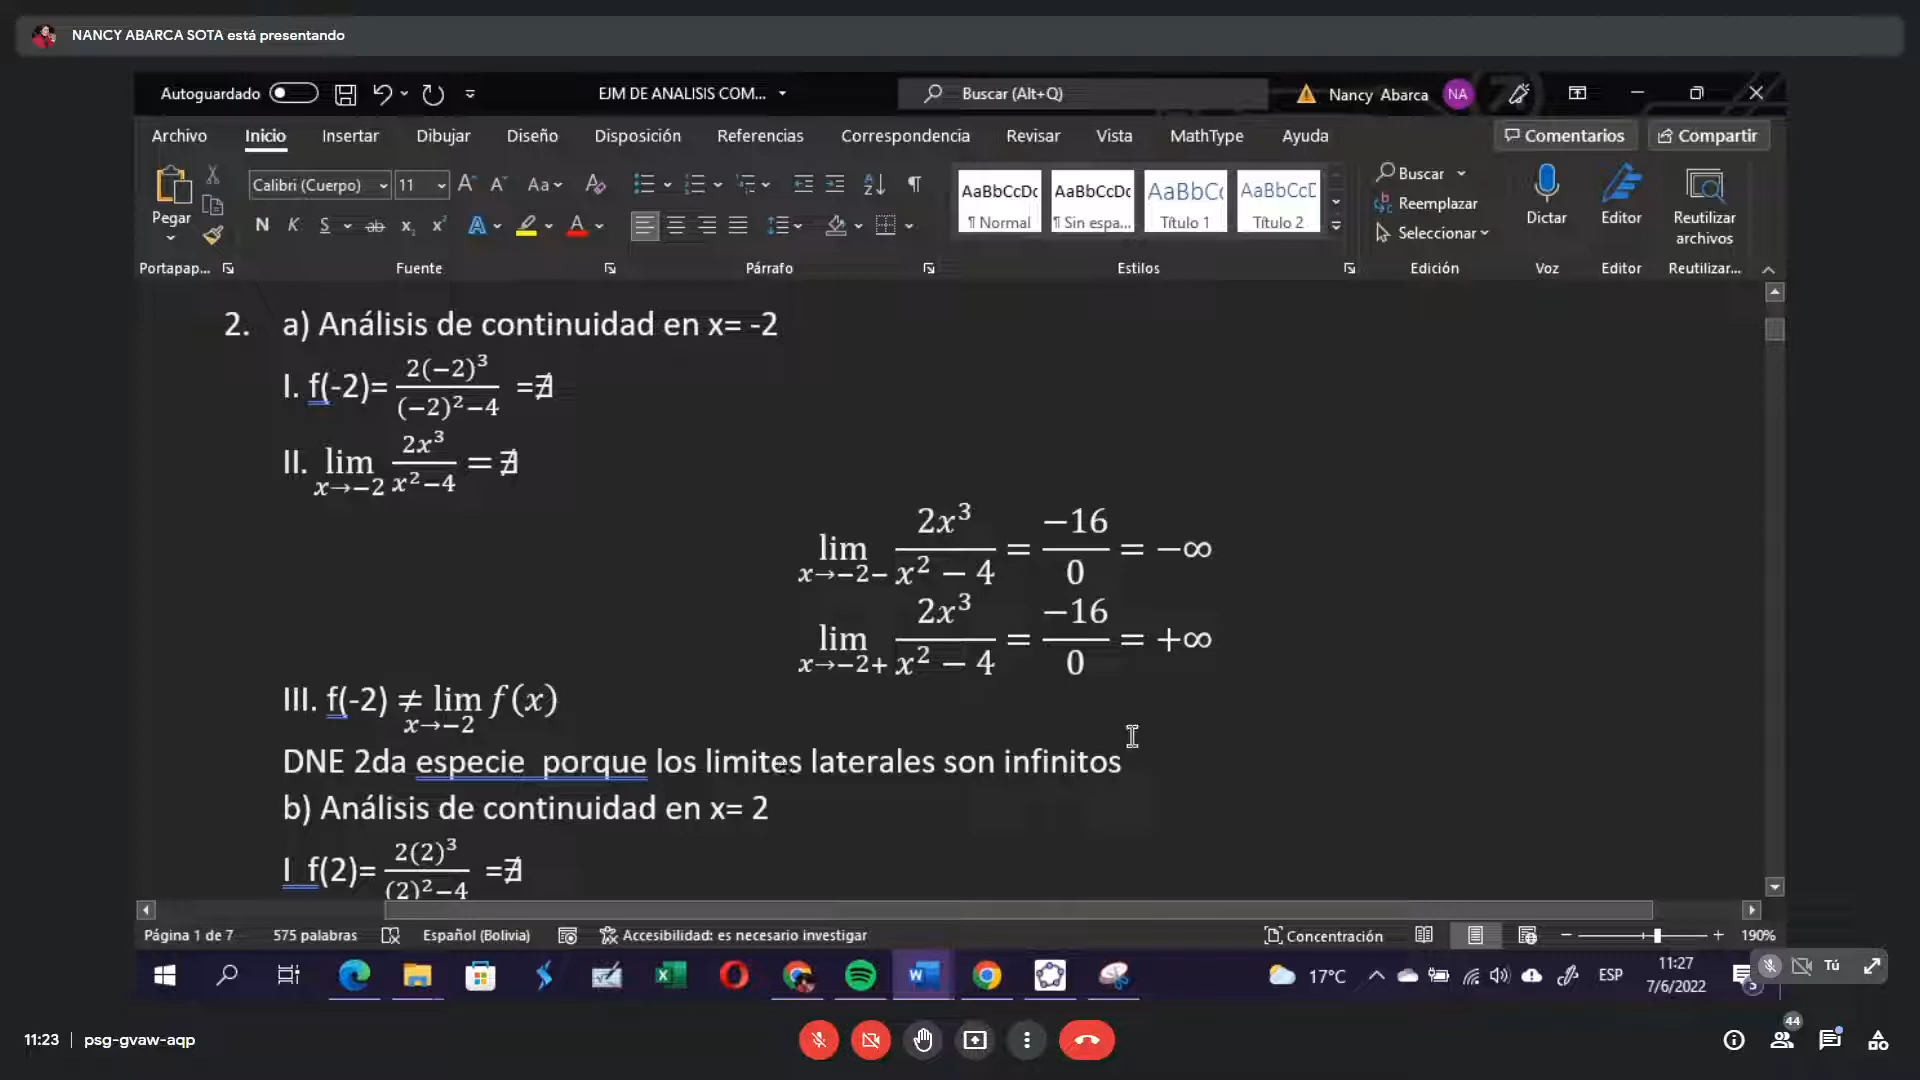 NANCY ABARCA SOTA está presentando
Autoguardado
EJM DE ANALISIS COM...
Buscar (Alt+Q)
Nancy Abarca
NA
Archivo Inicio Insertar Dibujar Diseño Disposición Referencias Correspondencia Revisar Vista MathType Ayuda
Comentarios
Compartir
Pegar
Portapap...
Calibri (Cuerpo) 11
N K S ab x x²
Fuente
Párrafo
AaBbCcDc AaBbCcDc AaBbC AaBbCcD
¶ Normal ¶ Sin espa... Título 1 Título 2
Estilos
Buscar
Reemplazar
Seleccionar
Edición
Dictar
Voz
Editor
Editor
Reutilizar archivos
Reutilizar...
2. a) Análisis de continuidad en x= -2
I. f(-2)= 2(−2)³/((−2)²−4) =∄
II. lim x→−2 2x³/(x²−4) = ∄
lim x→−2− 2x³/(x² − 4) = −16/0 = −∞
lim x→−2+ 2x³/(x² − 4) = −16/0 = +∞
III. f(-2) ≠ lim x→−2 f(x)
DNE 2da especie porque los limites laterales son infinitos
b) Análisis de continuidad en x= 2
I f(2)= 2(2)³/((2)²−4) =∄
Página 1 de 7 575 palabras Español (Bolivia) Accesibilidad: es necesario investigar
Concentración
190%
17°C
ESP
11:27
7/6/2022
Tú
11:23 | psg-gvaw-aqp
44